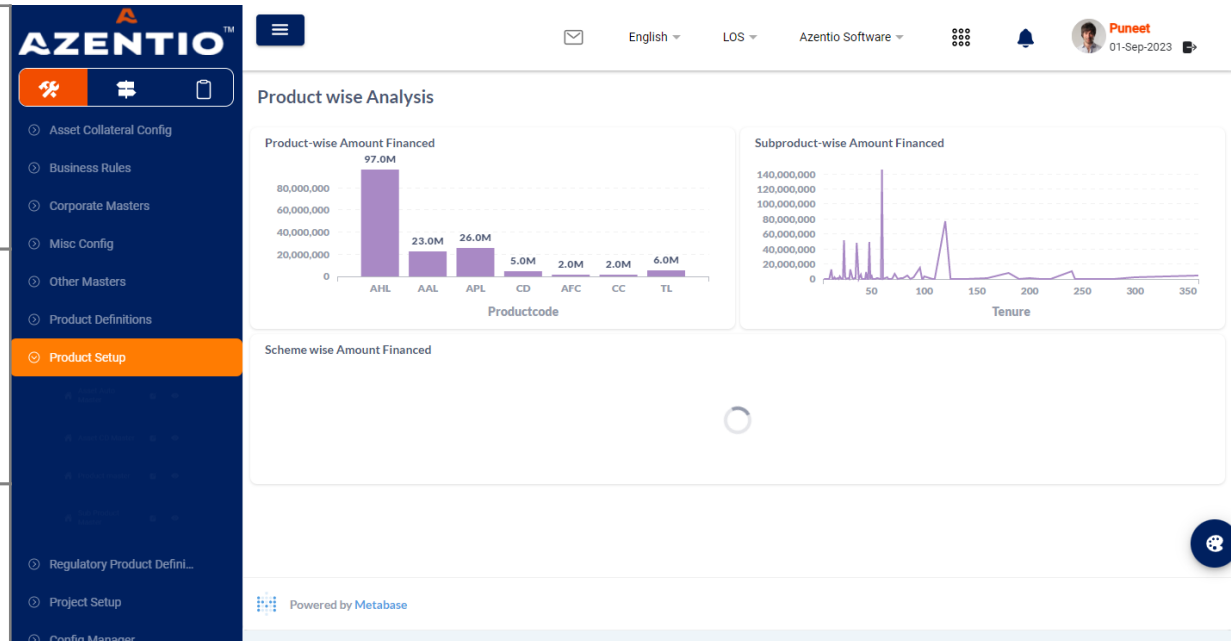 AZENTIO™
English
LOS
Azentio Software
Puneet
01-Sep-2023
Asset Collateral Config
Business Rules
Corporate Masters
Misc Config
Other Masters
Product Definitions
Product Setup
Regulatory Product Defini...
Project Setup
Config Manager
Product wise Analysis
Product-wise Amount Financed
97.0M
80,000,000
60,000,000
40,000,000
20,000,000
0
23.0M
26.0M
5.0M
2.0M
2.0M
6.0M
AHL AAL APL CD AFC CC TL
Productcode
Subproduct-wise Amount Financed
140,000,000
120,000,000
100,000,000
80,000,000
60,000,000
40,000,000
20,000,000
0
50 100 150 200 250 300 350
Tenure
Scheme wise Amount Financed
Powered by Metabase